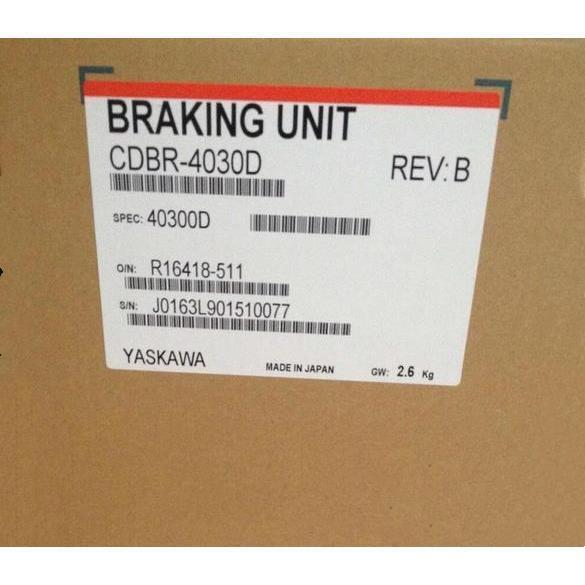 BRAKING UNIT
CDBR-4030D REV: B
SPEC: 40300D
O/N: R16418-511
S/N: J0163L901510077
YASKAWA MADE IN JAPAN GW: 2.6 Kg